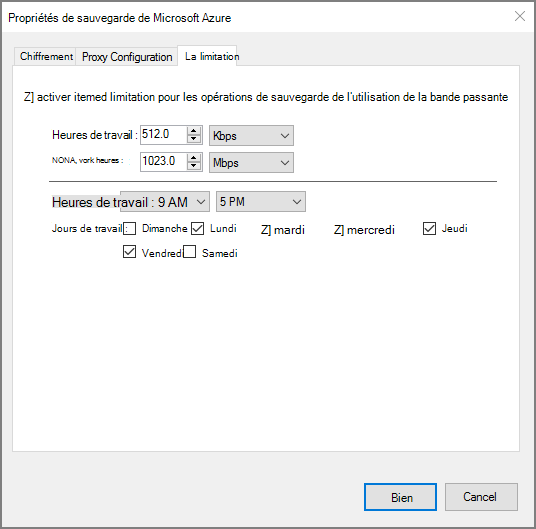 Propriétés de sauvegarde de Microsoft Azure
Chiffrement Proxy Configuration La limitation
Z] activer itemed limitation pour les opérations de sauvegarde de l'utilisation de la bande passante
Heures de travail : 512.0 Kbps
NONA, vork heures : 1023.0 Mbps
Heures de travail : 9 AM 5 PM
Jours de travail : Dimanche Lundi Z] mardi Z] mercredi Jeudi
Vendredi Samedi
Bien Cancel